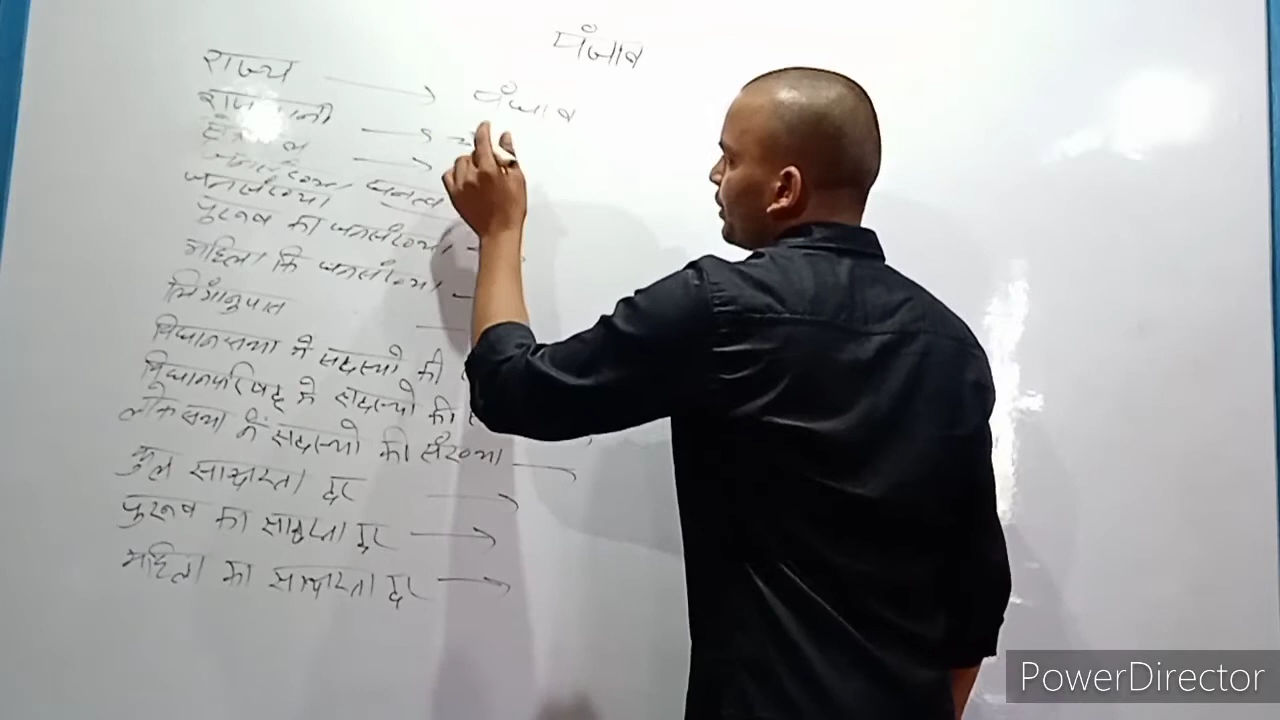 पंजाब
राज्य → पंजाब
राजधानी →
जनसंख्या घनत्व
जनसंख्या
पुरूष का जनसंख्या
महिला कि जनसंख्या
लिंगानुपात
विधानसभा में सदस्यो की
विधानपरिषद् में सदस्यो की
लोकसभा में सदस्यो की संख्या →
कुल साक्षरता दर →
पुरूष का साक्षरता दर →
महिला का साक्षरता दर →
PowerDirector